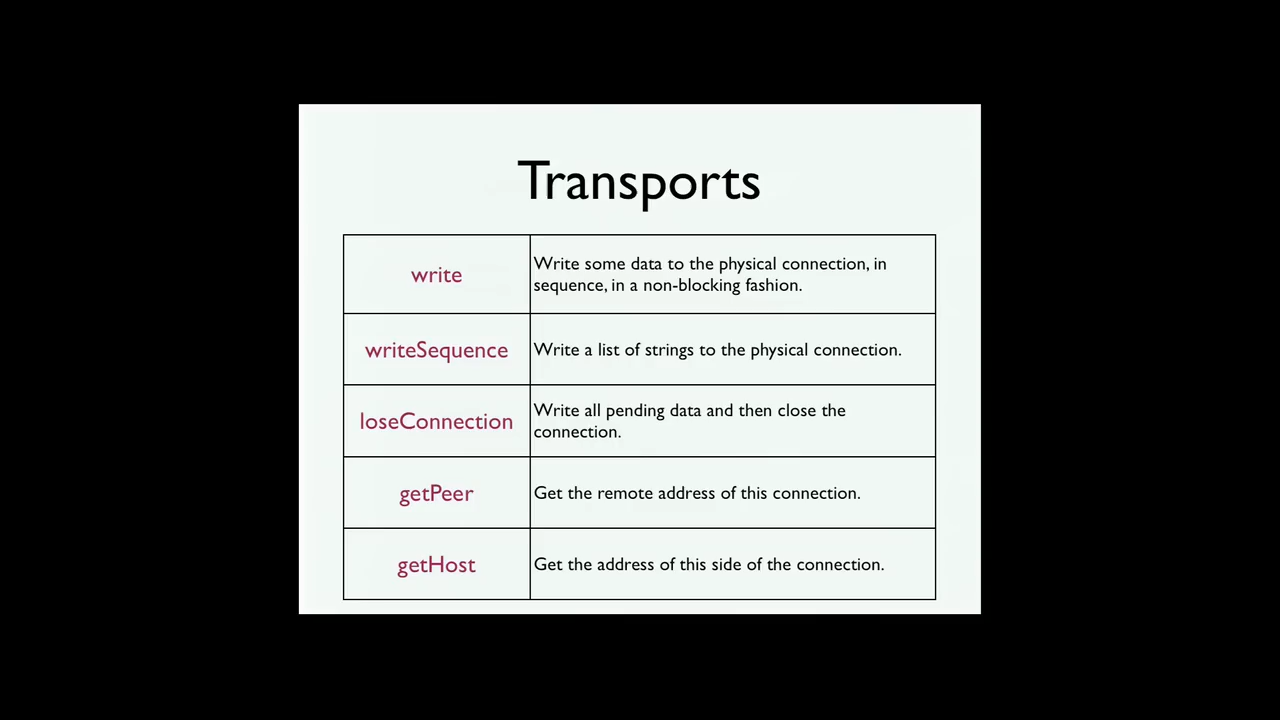 Transports
write
Write some data to the physical connection, in
sequence, in a non-blocking fashion.
writeSequence
Write a list of strings to the physical connection.
loseConnection
Write all pending data and then close the
connection.
getPeer
Get the remote address of this connection.
getHost
Get the address of this side of the connection.